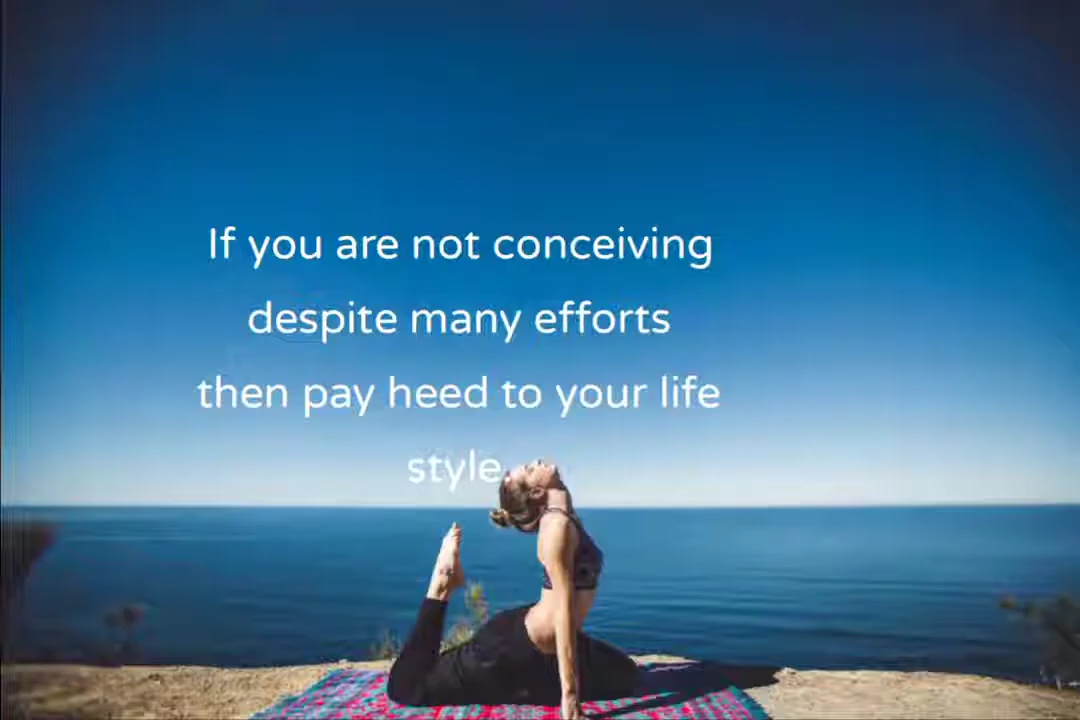 If you are not conceiving
despite many efforts
then pay heed to your life
style.